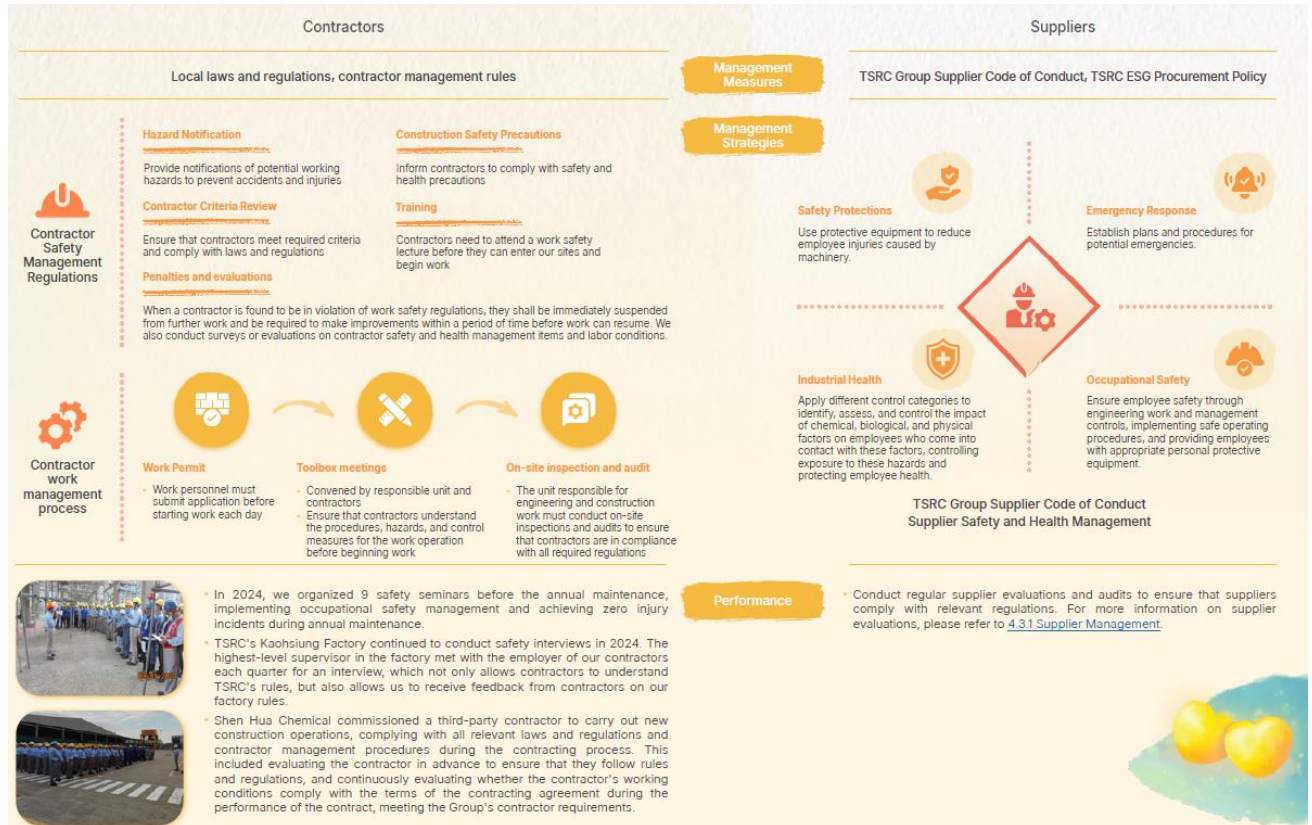 Contractors
Local laws and regulations, contractor management rules
Management
Measures
Suppliers
TSRC Group Supplier Code of Conduct, TSRC ESG Procurement Policy
Management
Strategies
Contractor
Safety
Management
Regulations
Hazard Notification
Provide notifications of potential working
hazards to prevent accidents and injuries
Construction Safety Precautions
Inform contractors to comply with safety and
health precautions
Contractor Criteria Review
Ensure that contractors meet required criteria
and comply with laws and regulations
Training
Contractors need to attend a work safety
lecture before they can enter our sites and
begin work
Penalties and evaluations
When a contractor is found to be in violation of work safety regulations, they shall be immediately suspended
from further work and be required to make improvements within a period of time before work can resume. We
also conduct surveys or evaluations on contractor safety and health management items and labor conditions.
Contractor
work
management
process
Work Permit
• Work personnel must
submit application before
starting work each day
Toolbox meetings
• Convened by responsible unit and
contractors
• Ensure that contractors understand
the procedures, hazards, and control
measures for the work operation
before beginning work
On-site inspection and audit
• The unit responsible for
engineering and construction
work must conduct on-site
inspections and audits to ensure
that contractors are in compliance
with all required regulations
Safety Protections
Use protective equipment to reduce
employee injuries caused by
machinery.
Emergency Response
Establish plans and procedures for
potential emergencies.
Industrial Health
Apply different control categories to
identify, assess, and control the impact
of chemical, biological, and physical
factors on employees who come into
contact with these factors, controlling
exposure to these hazards and
protecting employee health.
Occupational Safety
Ensure employee safety through
engineering work and management
controls, implementing safe operating
procedures, and providing employees
with appropriate personal protective
equipment.
TSRC Group Supplier Code of Conduct
Supplier Safety and Health Management
• In 2024, we organized 9 safety seminars before the annual maintenance,
implementing occupational safety management and achieving zero injury
incidents during annual maintenance.
• TSRC's Kaohsiung Factory continued to conduct safety interviews in 2024. The
highest-level supervisor in the factory met with the employer of our contractors
each quarter for an interview, which not only allows contractors to understand
TSRC's rules, but also allows us to receive feedback from contractors on our
factory rules.
• Shen Hua Chemical commissioned a third-party contractor to carry out new
construction operations, complying with all relevant laws and regulations and
contractor management procedures during the contracting process. This
included evaluating the contractor in advance to ensure that they follow rules
and regulations, and continuously evaluating whether the contractor's working
conditions comply with the terms of the contracting agreement during the
performance of the contract, meeting the Group's contractor requirements.
Performance
• Conduct regular supplier evaluations and audits to ensure that suppliers
comply with relevant regulations. For more information on supplier
evaluations, please refer to 4.3.1 Supplier Management.